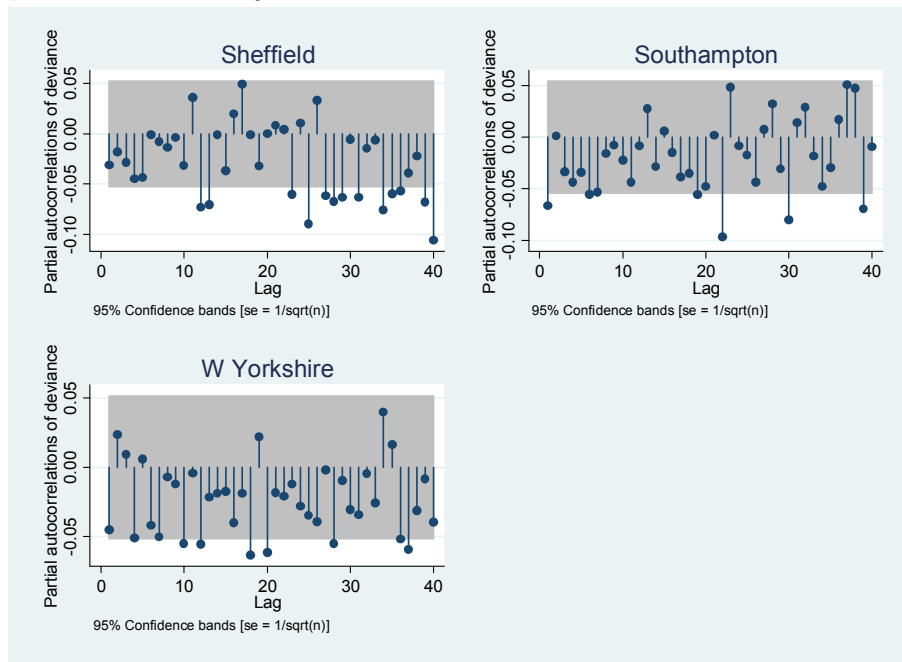 Sheffield
Partial autocorrelations of deviance
0.05
0.00
-0.05
-0.10
0 10 20 30 40
Lag
95% Confidence bands [se = 1/sqrt(n)]
Southampton
Partial autocorrelations of deviance
0.05
0.00
-0.05
-0.10
0 10 20 30 40
Lag
95% Confidence bands [se = 1/sqrt(n)]
W Yorkshire
Partial autocorrelations of deviance
0.05
0.00
-0.05
0 10 20 30 40
Lag
95% Confidence bands [se = 1/sqrt(n)]